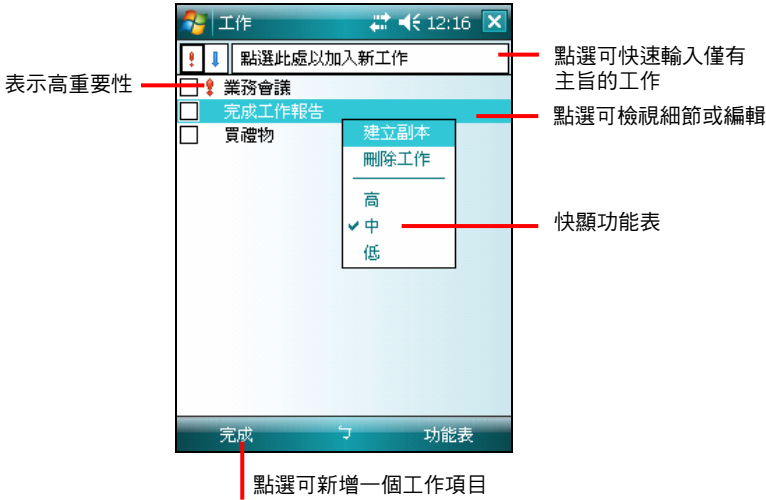 工作 12:16
點選此處以加入新工作
點選可快速輸入僅有
主旨的工作
表示高重要性
業務會議
完成工作報告
點選可檢視細節或編輯
買禮物
建立副本
刪除工作
高
中
低
快顯功能表
完成 ㄅ 功能表
點選可新增一個工作項目